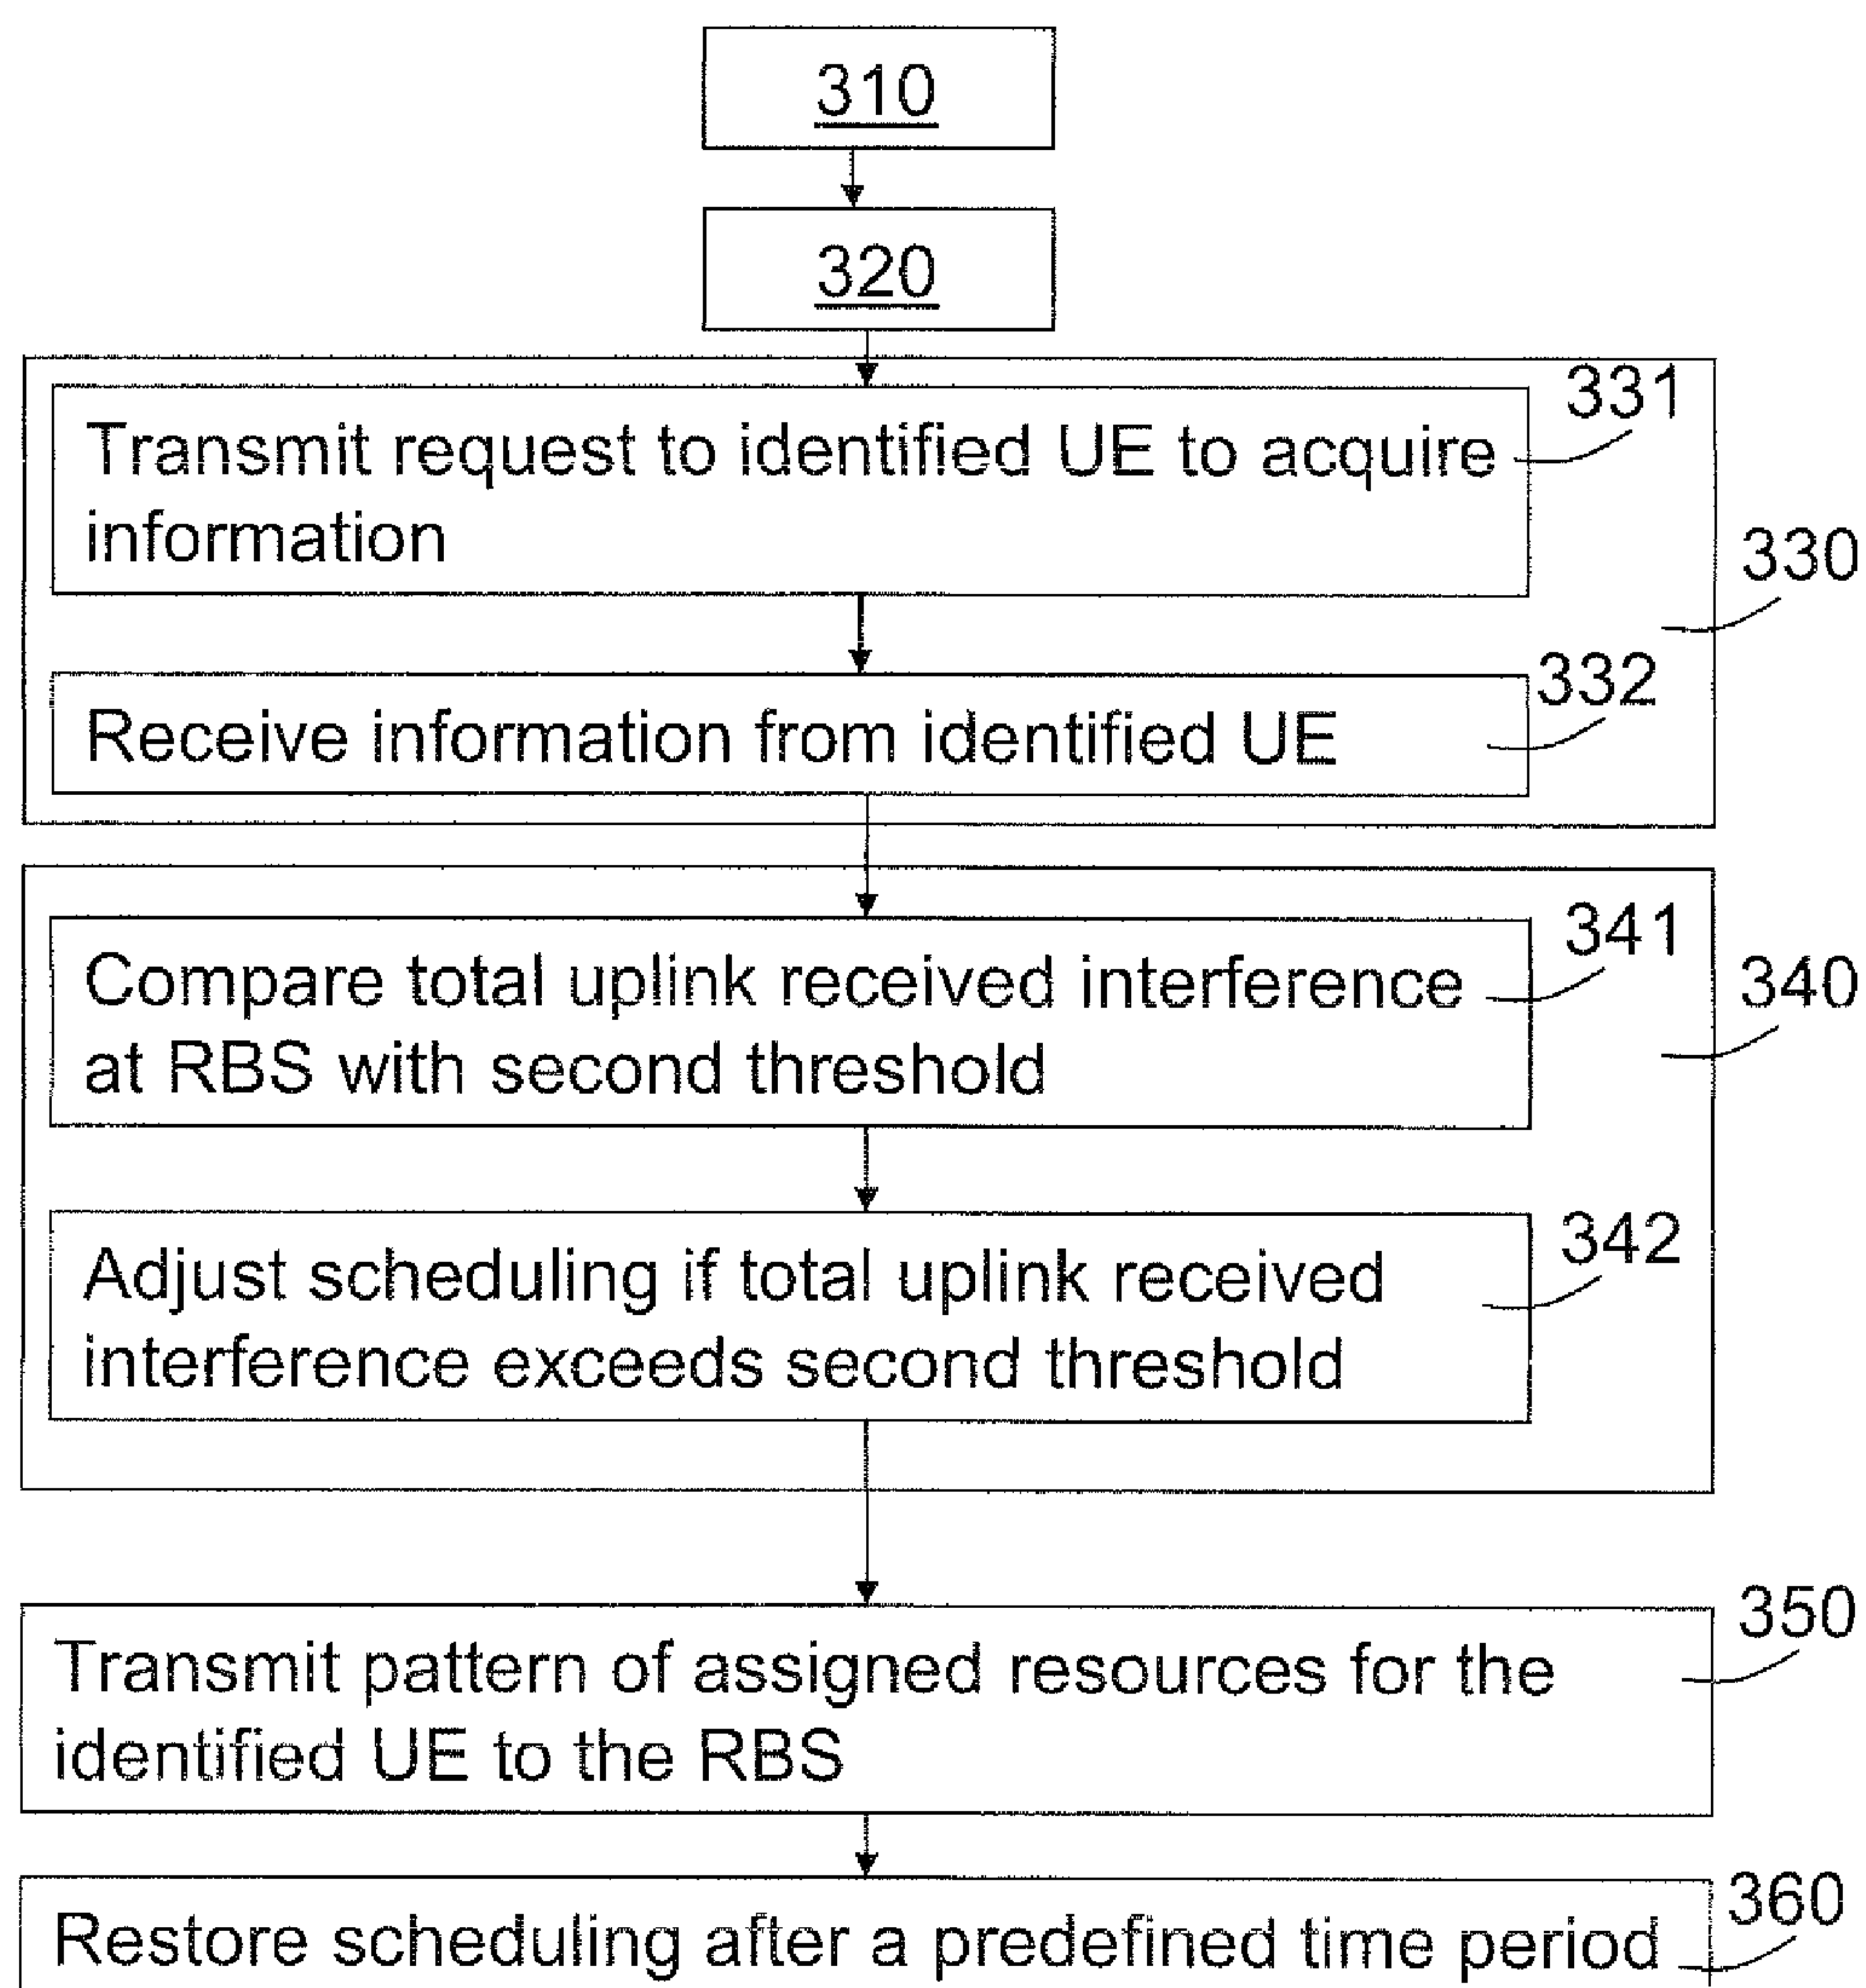 310
320
331
Transmit request to identified UE to acquire
information
330
332
Receive information from identified UE
341
Compare total uplink received interference
at RBS with second threshold
340
342
Adjust scheduling if total uplink received
interference exceeds second threshold
350
Transmit pattern of assigned resources for the
identified UE to the RBS
360
Restore scheduling after a predefined time period